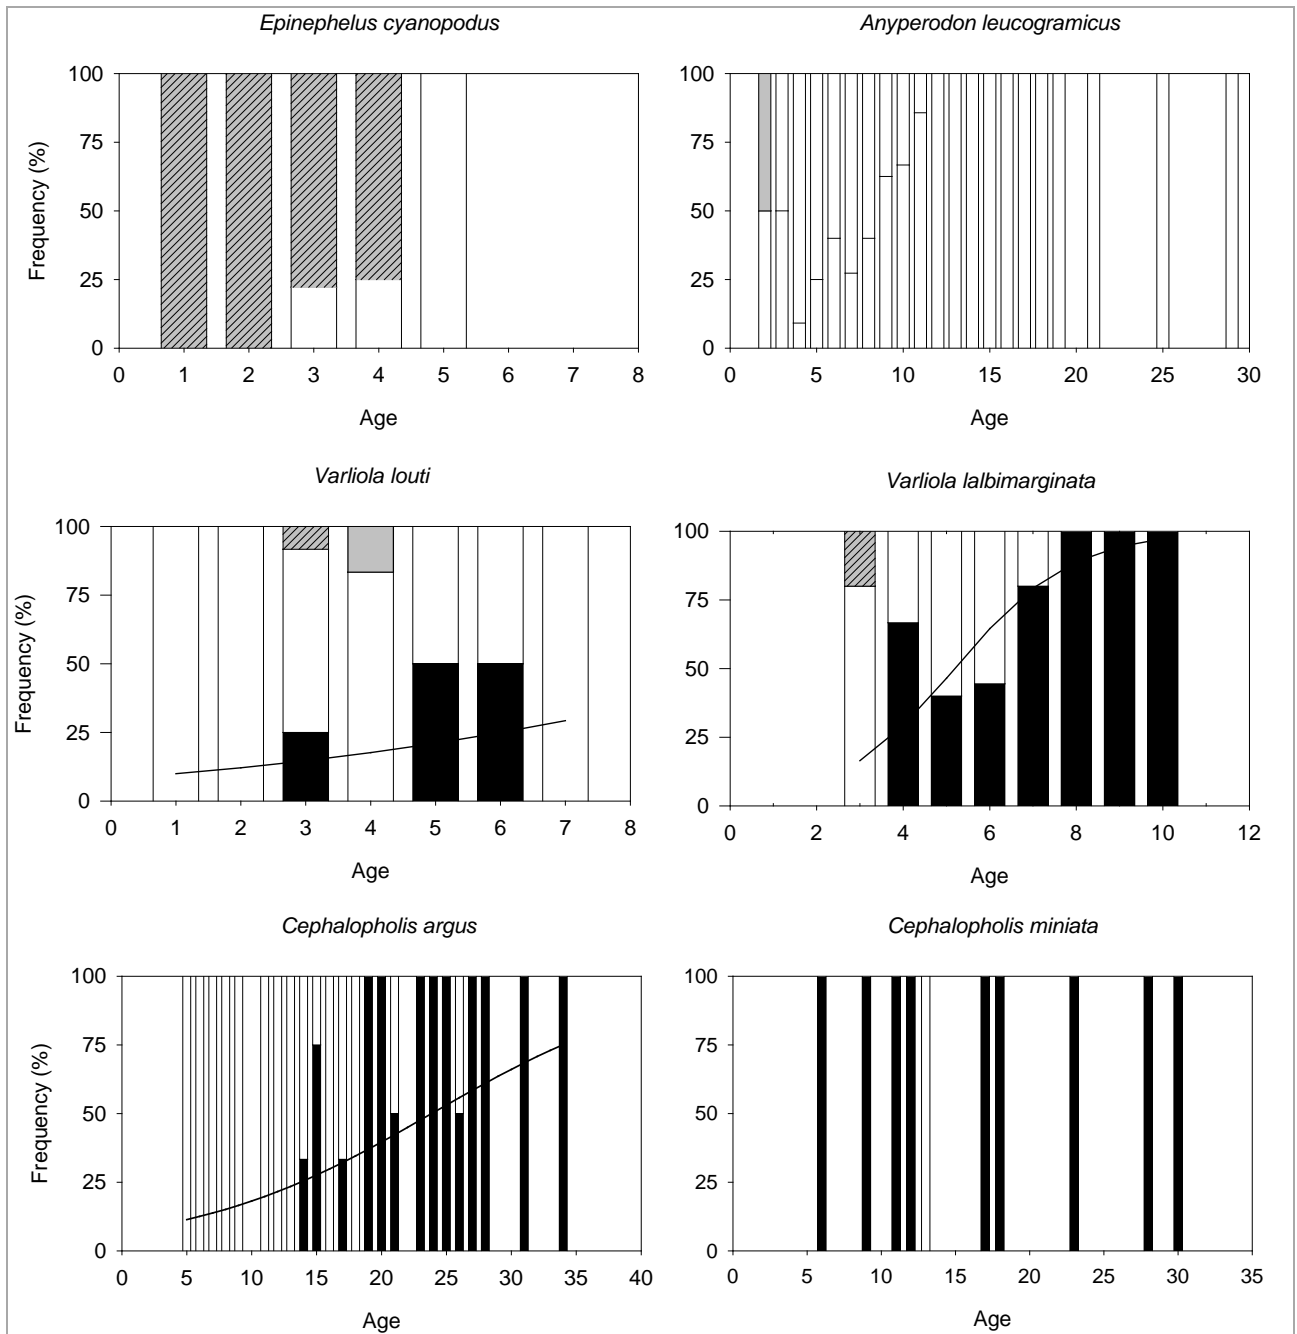 Epinephelus cyanopodus
Anyperodon leucogramicus
100
75
50
25
0
Frequency (%)
0 1 2 3 4 5 6 7 8
Age
100
75
50
25
0
0 5 10 15 20 25 30
Age
Varliola louti
Varliola lalbimarginata
100
75
50
25
0
Frequency (%)
0 1 2 3 4 5 6 7 8
Age
100
75
50
25
0
0 2 4 6 8 10 12
Age
Cephalopholis argus
Cephalopholis miniata
100
75
50
25
0
Frequency (%)
0 5 10 15 20 25 30 35 40
Age
100
75
50
25
0
0 5 10 15 20 25 30 35
Age